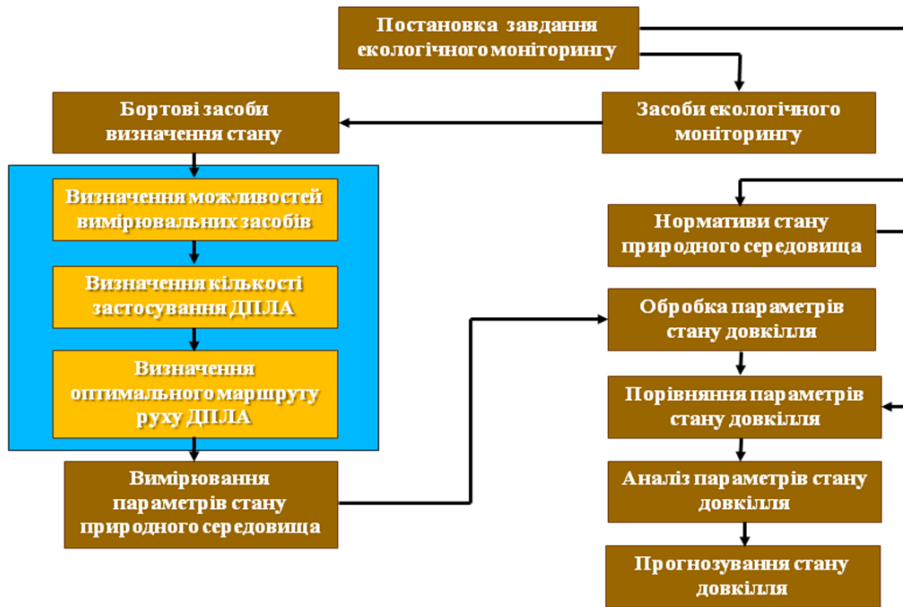 Постановка завдання
екологічного моніторингу
Бортові засоби
визначення стану
Засоби екологічного
моніторингу
Визначення можливостей
вимірювальних засобів
Нормативи стану
природного середовища
Визначення кількості
застосування ДПЛА
Обробка параметрів
стану довкілля
Визначення
оптимального маршруту
руху ДПЛА
Порівняння параметрів
стану довкілля
Вимірювання
параметрів стану
природного середовища
Аналіз параметрів стану
довкілля
Прогнозування стану
довкілля